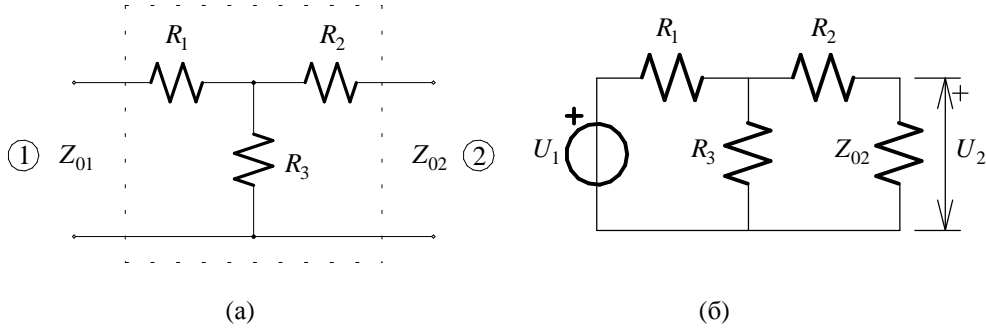 R1 R2
① Z01 R3 Z02 ②
(а)
R1 R2
+ U1 R3 Z02 + U2
(б)